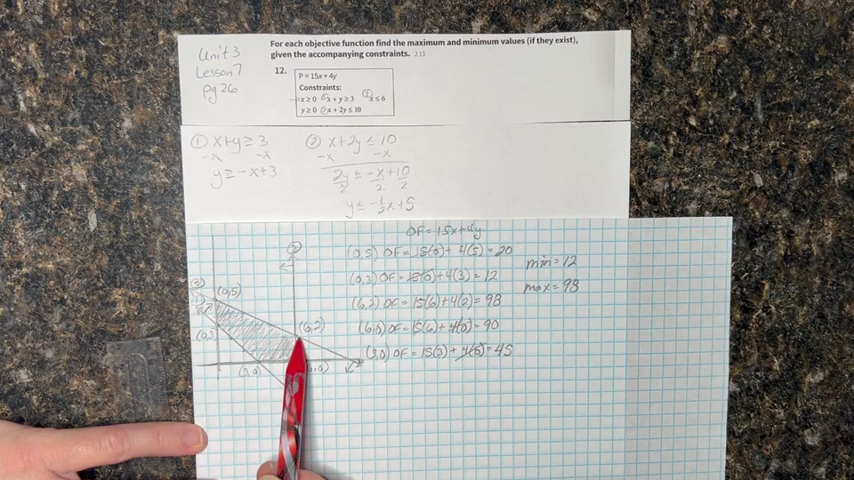 Unit 3
Lesson 7
pg 26
For each objective function find the maximum and minimum values (if they exist),
given the accompanying constraints. 2.13
12.
P = 15x + 4y
Constraints:
x ≥ 0 ① x + y ≥ 3 ③ x ≤ 6
y ≥ 0 ② x + 2y ≤ 10
① x+y ≥ 3
-x -x
y ≥ -x+3
② x+2y ≤ 10
-x -x
2y ≤ -x+10
2 2 2
y ≤ -1/2x+5
OF = 15x+4y
(0,5) OF = 15(0) + 4(5) = 20
(0,3) OF = 15(0) + 4(3) = 12
(6,2) OF = 15(6) + 4(2) = 98
(6,0) OF = 15(6) + 4(0) = 90
(3,0) OF = 15(3) + 4(0) = 45
min = 12
max = 98
③
(0,5)
(6,2)
(3,0)